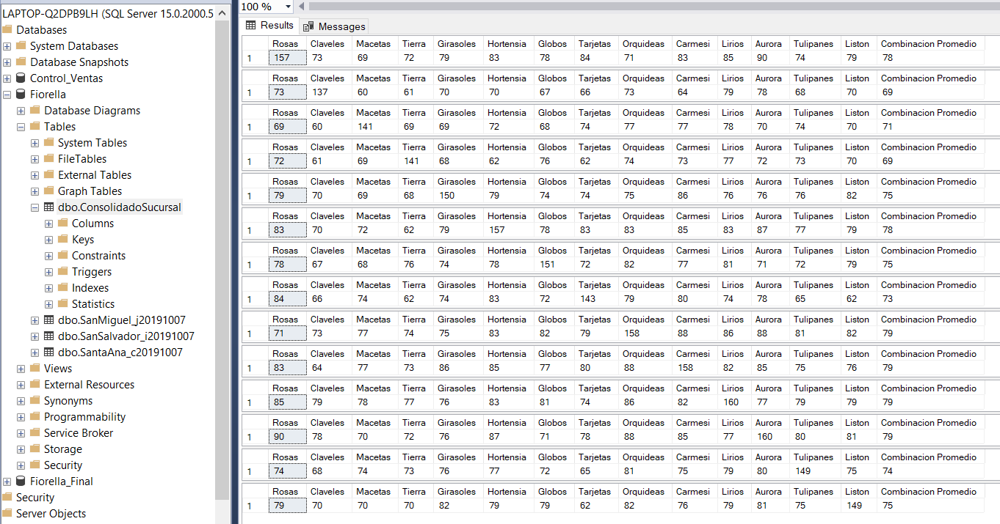 LAPTOP-Q2DPB9LH (SQL Server 15.0.2000.5
Databases
System Databases
Database Snapshots
Control_Ventas
Fiorella
Database Diagrams
Tables
System Tables
FileTables
External Tables
Graph Tables
dbo.ConsolidadoSucursal
Columns
Keys
Constraints
Triggers
Indexes
Statistics
dbo.SanMiguel_j20191007
dbo.SanSalvador_i20191007
dbo.SantaAna_c20191007
Views
External Resources
Synonyms
Programmability
Service Broker
Storage
Security
Fiorella_Final
Security
Server Objects
100 %
Results Messages
Rosas Claveles Macetas Tierra Girasoles Hortensia Globos Tarjetas Orquideas Carmesi Lirios Aurora Tulipanes Liston Combinacion Promedio
1 157 73 69 72 79 83 78 84 71 83 85 90 74 79 78
Rosas Claveles Macetas Tierra Girasoles Hortensia Globos Tarjetas Orquideas Carmesi Lirios Aurora Tulipanes Liston Combinacion Promedio
1 73 137 60 61 70 70 67 66 73 64 79 78 68 70 69
Rosas Claveles Macetas Tierra Girasoles Hortensia Globos Tarjetas Orquideas Carmesi Lirios Aurora Tulipanes Liston Combinacion Promedio
1 69 60 141 69 69 72 68 74 77 77 78 70 74 70 71
Rosas Claveles Macetas Tierra Girasoles Hortensia Globos Tarjetas Orquideas Carmesi Lirios Aurora Tulipanes Liston Combinacion Promedio
1 72 61 69 141 68 62 76 62 74 73 77 72 73 70 69
Rosas Claveles Macetas Tierra Girasoles Hortensia Globos Tarjetas Orquideas Carmesi Lirios Aurora Tulipanes Liston Combinacion Promedio
1 79 70 69 68 150 79 74 74 75 86 76 76 76 82 75
Rosas Claveles Macetas Tierra Girasoles Hortensia Globos Tarjetas Orquideas Carmesi Lirios Aurora Tulipanes Liston Combinacion Promedio
1 83 70 72 62 79 157 78 83 83 85 83 87 77 79 78
Rosas Claveles Macetas Tierra Girasoles Hortensia Globos Tarjetas Orquideas Carmesi Lirios Aurora Tulipanes Liston Combinacion Promedio
1 78 67 68 76 74 78 151 72 82 77 81 71 72 79 75
Rosas Claveles Macetas Tierra Girasoles Hortensia Globos Tarjetas Orquideas Carmesi Lirios Aurora Tulipanes Liston Combinacion Promedio
1 84 66 74 62 74 83 72 143 79 80 74 78 65 62 73
Rosas Claveles Macetas Tierra Girasoles Hortensia Globos Tarjetas Orquideas Carmesi Lirios Aurora Tulipanes Liston Combinacion Promedio
1 71 73 77 74 75 83 82 79 158 88 86 88 81 82 79
Rosas Claveles Macetas Tierra Girasoles Hortensia Globos Tarjetas Orquideas Carmesi Lirios Aurora Tulipanes Liston Combinacion Promedio
1 83 64 77 73 86 85 77 80 88 158 82 85 75 76 79
Rosas Claveles Macetas Tierra Girasoles Hortensia Globos Tarjetas Orquideas Carmesi Lirios Aurora Tulipanes Liston Combinacion Promedio
1 85 79 78 77 76 83 81 74 86 82 160 77 79 79 79
Rosas Claveles Macetas Tierra Girasoles Hortensia Globos Tarjetas Orquideas Carmesi Lirios Aurora Tulipanes Liston Combinacion Promedio
1 90 78 70 72 76 87 71 78 88 85 77 160 80 81 79
Rosas Claveles Macetas Tierra Girasoles Hortensia Globos Tarjetas Orquideas Carmesi Lirios Aurora Tulipanes Liston Combinacion Promedio
1 74 68 74 73 76 77 72 65 81 75 79 80 149 75 74
Rosas Claveles Macetas Tierra Girasoles Hortensia Globos Tarjetas Orquideas Carmesi Lirios Aurora Tulipanes Liston Combinacion Promedio
1 79 70 70 70 82 79 79 62 82 76 79 81 75 149 75